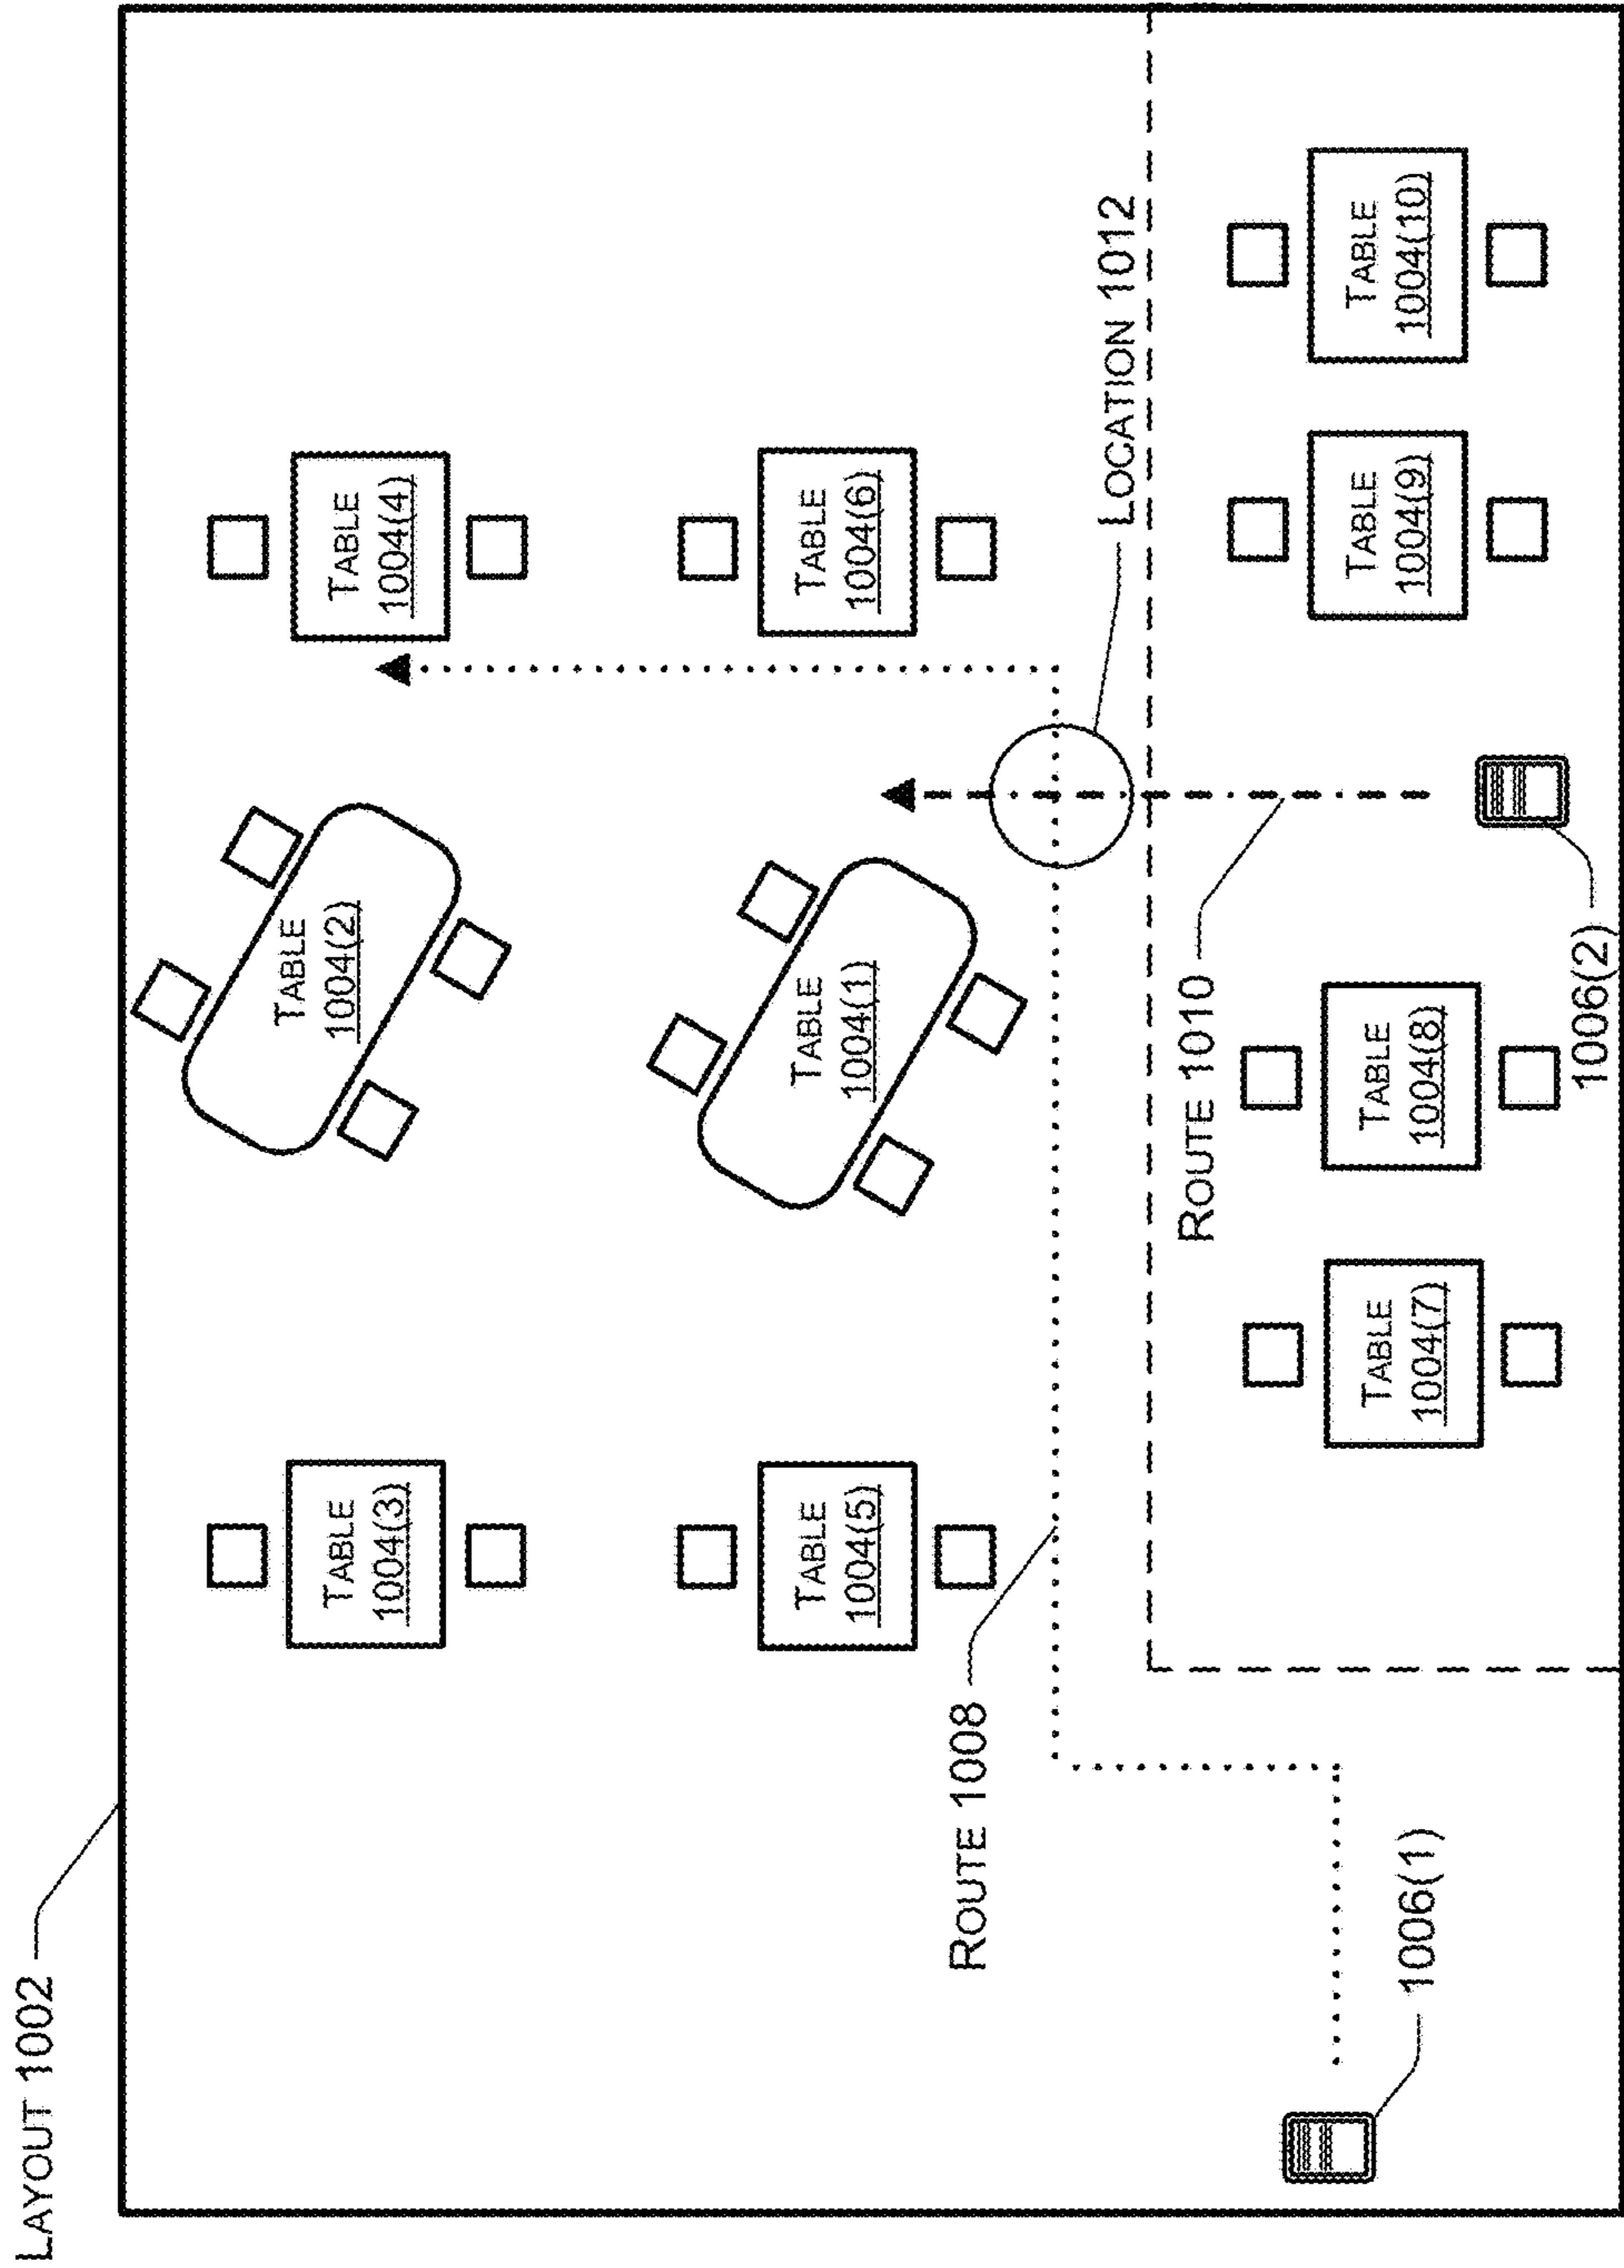 LAYOUT 1002
TABLE
1004(3)
TABLE
1004(2)
TABLE
1004(4)
TABLE
1004(5)
TABLE
1004(1)
TABLE
1004(6)
ROUTE 1008
LOCATION 1012
ROUTE 1010
1006(1)
TABLE
1004(7)
TABLE
1004(8)
TABLE
1004(9)
TABLE
1004(10)
1006(2)